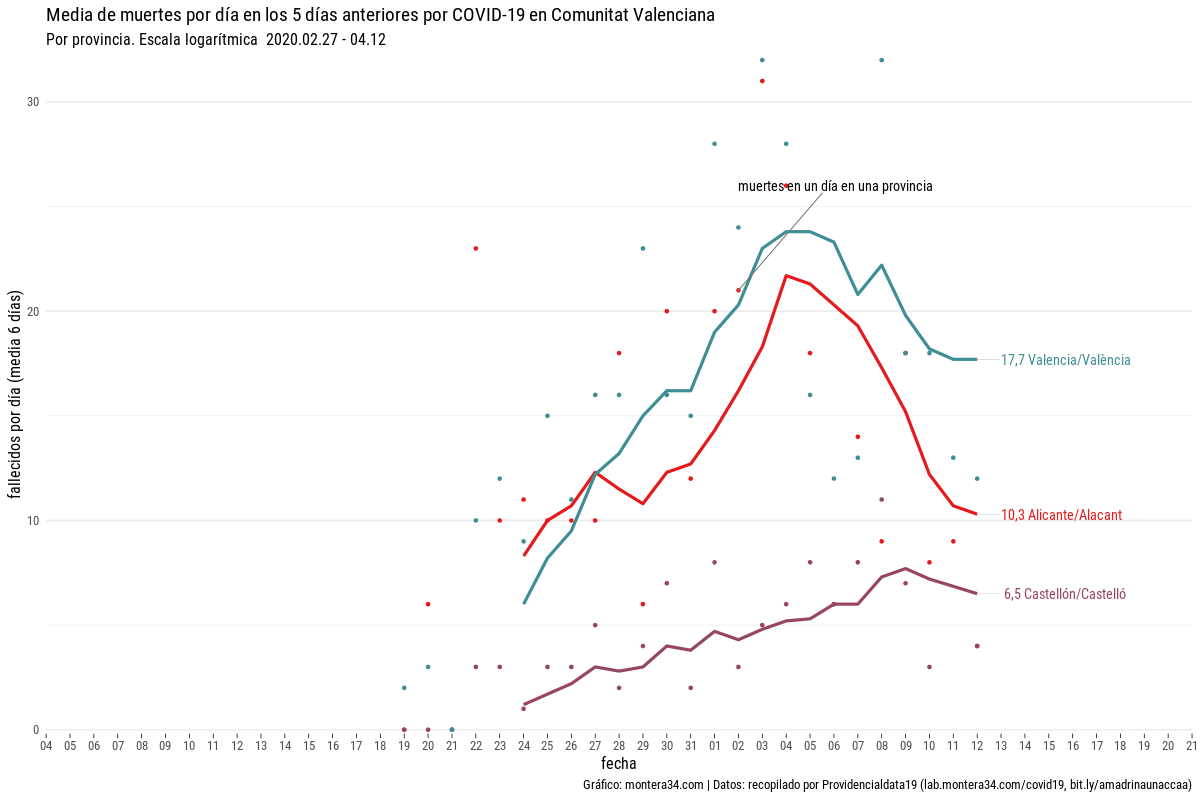 Media de muertes por día en los 5 días anteriores por COVID-19 en Comunitat Valenciana
Por provincia. Escala logarítmica 2020.02.27 - 04.12
30
muertes en un día en una provincia
20
17,7 Valencia/València
10
10,3 Alicante/Alacant
6,5 Castellón/Castelló
0
fallecidos por día (media 6 días)
04 05 06 07 08 09 10 11 12 13 14 15 16 17 18 19 20 21 22 23 24 25 26 27 28 29 30 31 01 02 03 04 05 06 07 08 09 10 11 12 13 14 15 16 17 18 19 20 21
fecha
Gráfico: montera34.com | Datos: recopilado por Providencialdata19 (lab.montera34.com/covid19, bit.ly/amadrinaunaccaa)